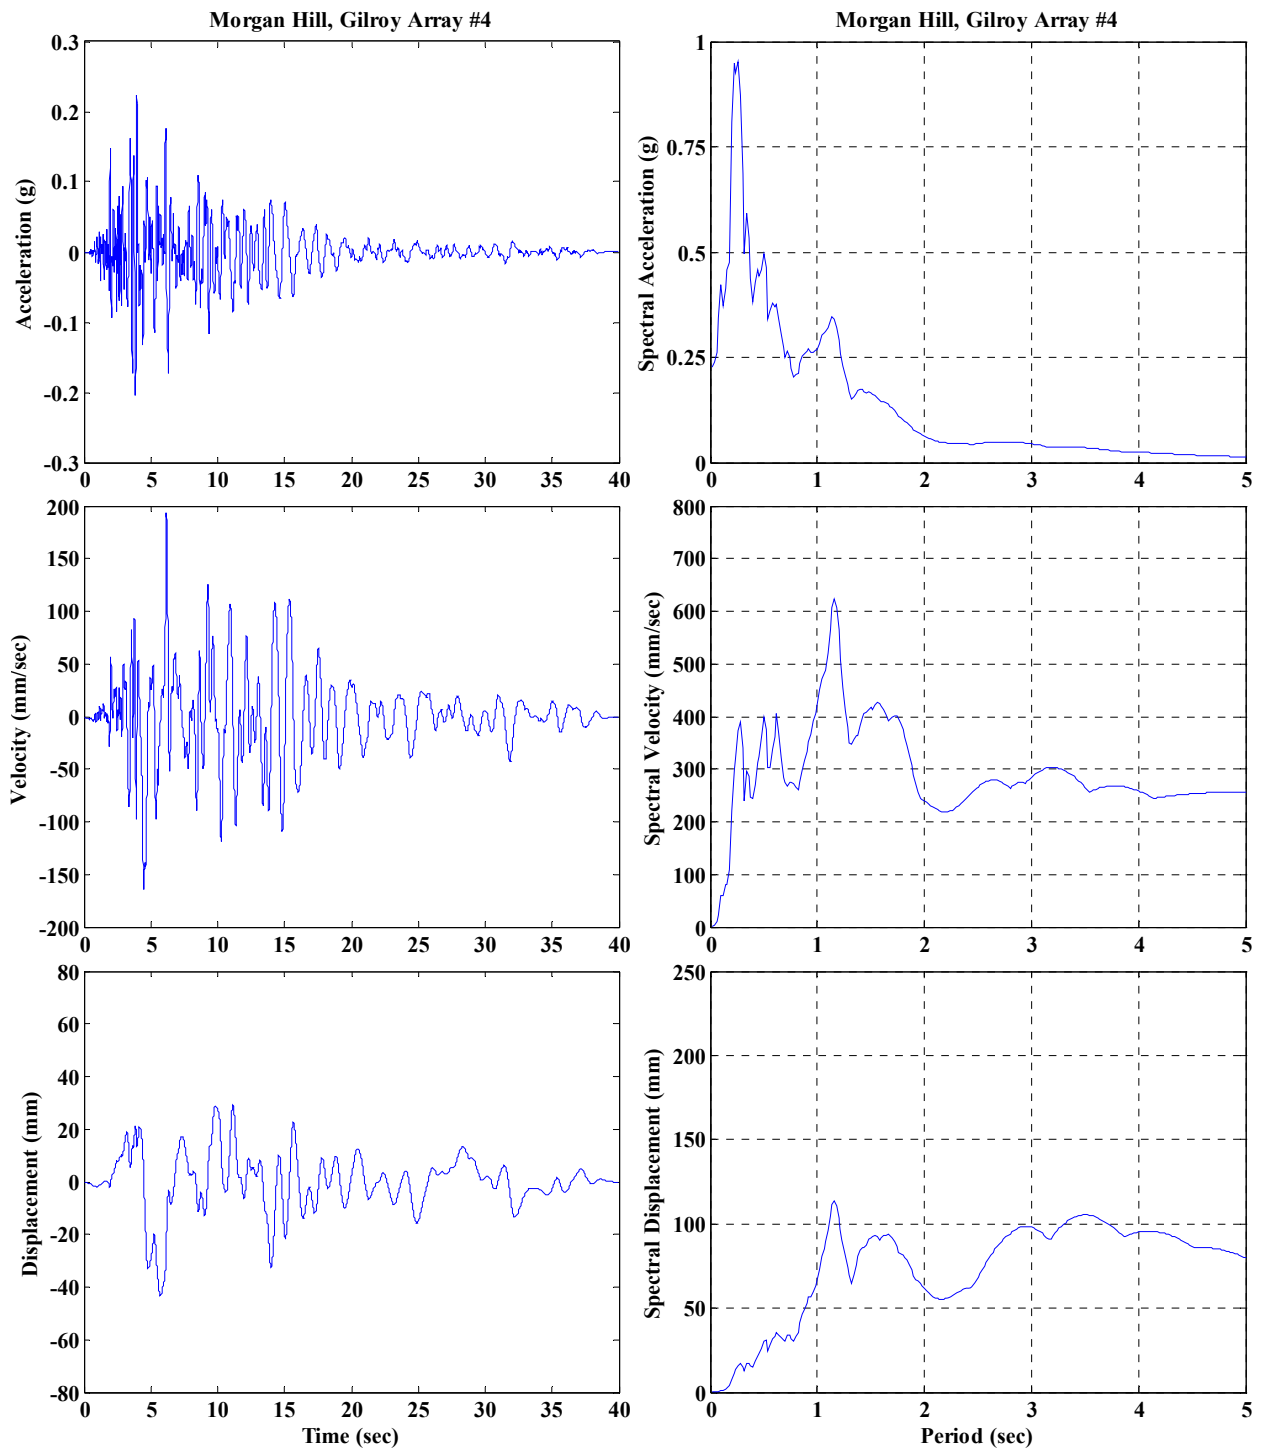 Morgan Hill, Gilroy Array #4
0.3
0.2
0.1
0
-0.1
-0.2
-0.3
Acceleration (g)
0 5 10 15 20 25 30 35 40
Morgan Hill, Gilroy Array #4
1
0.75
0.5
0.25
0
Spectral Acceleration (g)
0 1 2 3 4 5
200
150
100
50
0
-50
-100
-150
-200
Velocity (mm/sec)
0 5 10 15 20 25 30 35 40
800
700
600
500
400
300
200
100
0
Spectral Velocity (mm/sec)
0 1 2 3 4 5
80
60
40
20
0
-20
-40
-60
-80
Displacement (mm)
0 5 10 15 20 25 30 35 40
Time (sec)
250
200
150
100
50
0
Spectral Displacement (mm)
0 1 2 3 4 5
Period (sec)